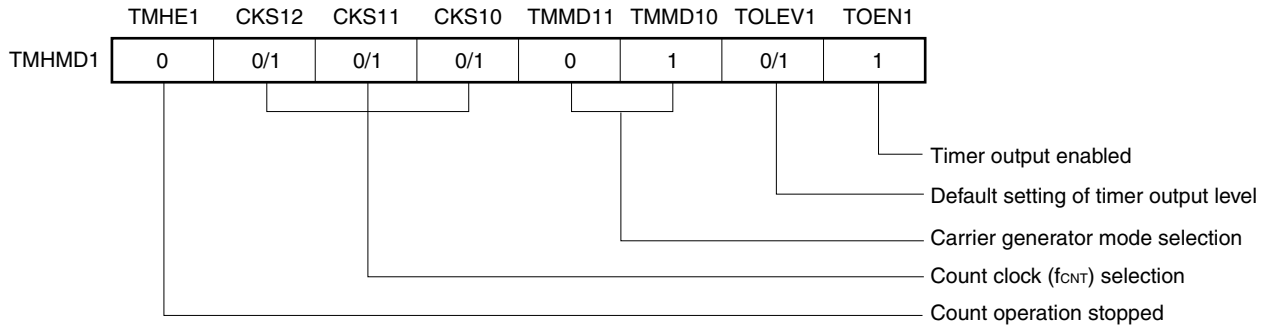 TMHE1 CKS12 CKS11 CKS10 TMMD11 TMMD10 TOLEV1 TOEN1
TMHMD1 0 0/1 0/1 0/1 0 1 0/1 1
Timer output enabled
Default setting of timer output level
Carrier generator mode selection
Count clock (fCNT) selection
Count operation stopped